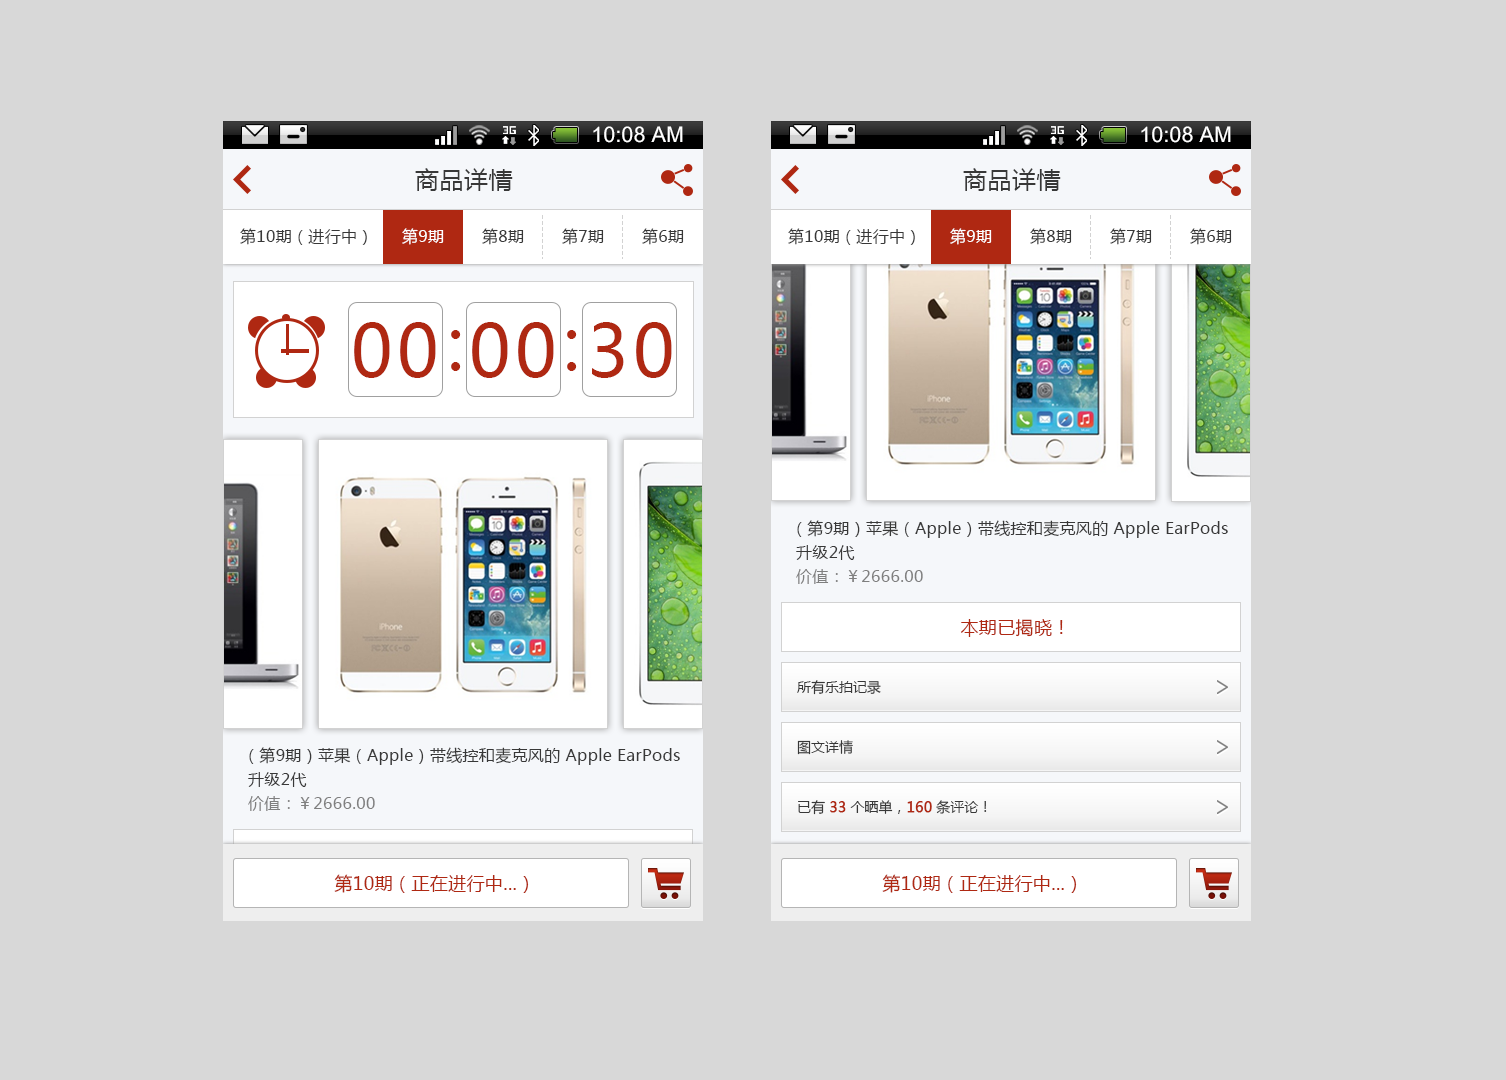 3G 10:08 AM
商品详情
第10期（进行中） 第9期 第8期 第7期 第6期
00:00:30
iPhone
（第9期）苹果（Apple）带线控和麦克风的 Apple EarPods
升级2代
价值：￥2666.00
第10期（正在进行中...）
3G 10:08 AM
商品详情
第10期（进行中） 第9期 第8期 第7期 第6期
iPhone
（第9期）苹果（Apple）带线控和麦克风的 Apple EarPods
升级2代
价值：￥2666.00
本期已揭晓！
所有乐拍记录 >
图文详情 >
已有 33 个晒单，160 条评论！ >
第10期（正在进行中...）